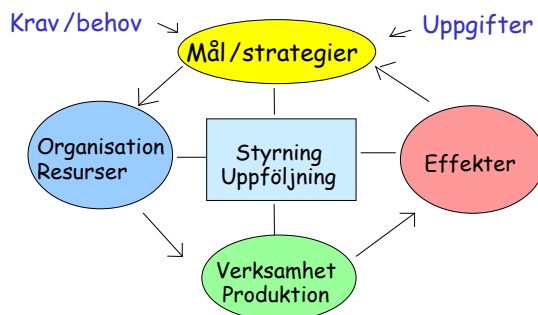 Krav/behov
Uppgifter
Mål/strategier
Organisation
Resurser
Styrning
Uppföljning
Effekter
Verksamhet
Produktion